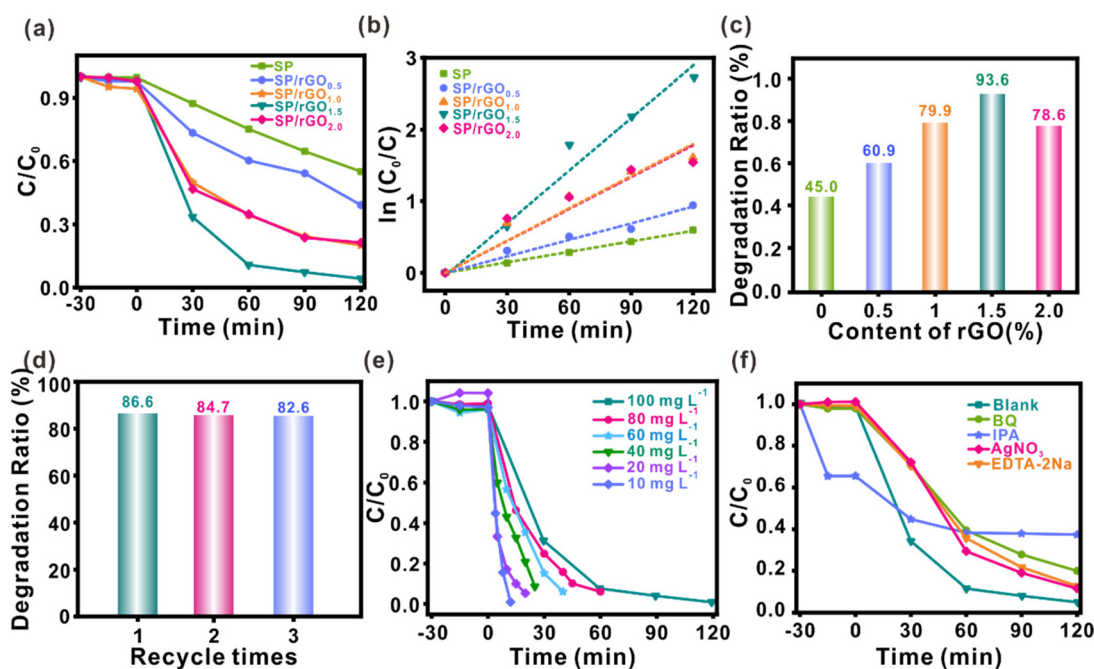 (a)
SP
SP/rGO0.5
SP/rGO1.0
SP/rGO1.5
SP/rGO2.0
C/C0
0.9
0.6
0.3
0.0
-30 0 30 60 90 120
Time (min)
(b)
SP
SP/rGO0.5
SP/rGO1.0
SP/rGO1.5
SP/rGO2.0
ln (C0/C)
3
2
1
0
0 30 60 90 120
Time (min)
(c)
Degradation Ratio (%)
1.0
0.8
0.6
0.4
0.2
0.0
45.0
60.9
79.9
93.6
78.6
0 0.5 1 1.5 2.0
Content of rGO(%)
(d)
Degradation Ratio (%)
100
80
60
40
20
0
86.6
84.7
82.6
1 2 3
Recycle times
(e)
100 mg L-1
80 mg L-1
60 mg L-1
40 mg L-1
20 mg L-1
10 mg L-1
C/C0
1.0
0.8
0.6
0.4
0.2
0.0
-30 0 30 60 90 120
Time (min)
(f)
Blank
BQ
IPA
AgNO3
EDTA-2Na
C/C0
1.0
0.8
0.6
0.4
0.2
0.0
-30 0 30 60 90 120
Time (min)